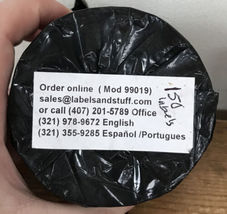 Order online ( Mod 99019)
sales@labelsandstuff.com
or call (407) 201-5789 Office
(321) 978-9672 English
(321) 355-9285 Español /Portugues
150
labels